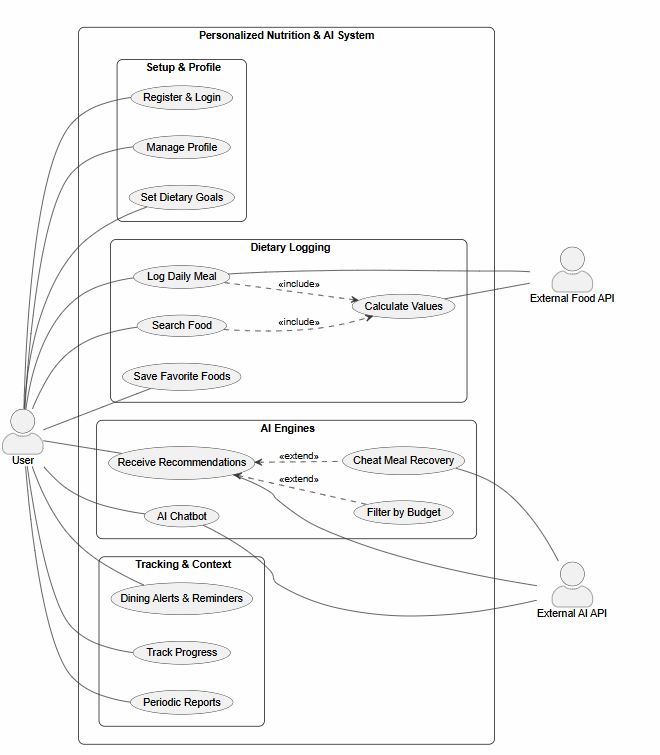 Personalized Nutrition & AI System
Setup & Profile
Register & Login
Manage Profile
Set Dietary Goals
Dietary Logging
Log Daily Meal
«include»
Calculate Values
Search Food
«include»
Save Favorite Foods
External Food API
User
AI Engines
Receive Recommendations
«extend»
Cheat Meal Recovery
«extend»
Filter by Budget
AI Chatbot
External AI API
Tracking & Context
Dining Alerts & Reminders
Track Progress
Periodic Reports